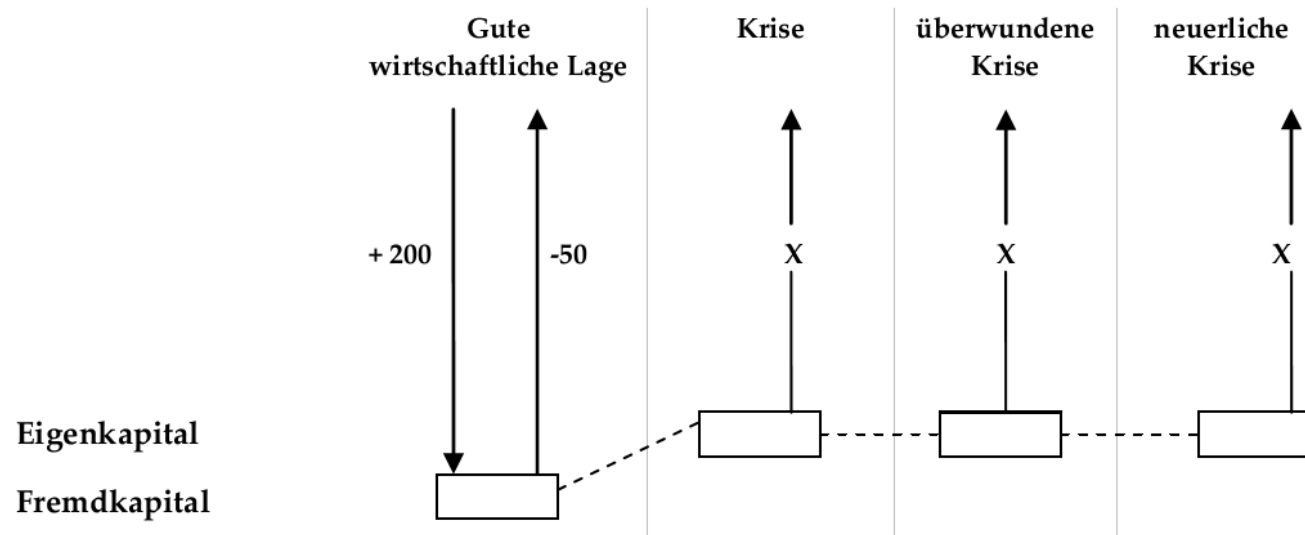 Gute
wirtschaftliche Lage
Krise
überwundene
Krise
neuerliche
Krise
+ 200
-50
X
X
X
Eigenkapital
Fremdkapital